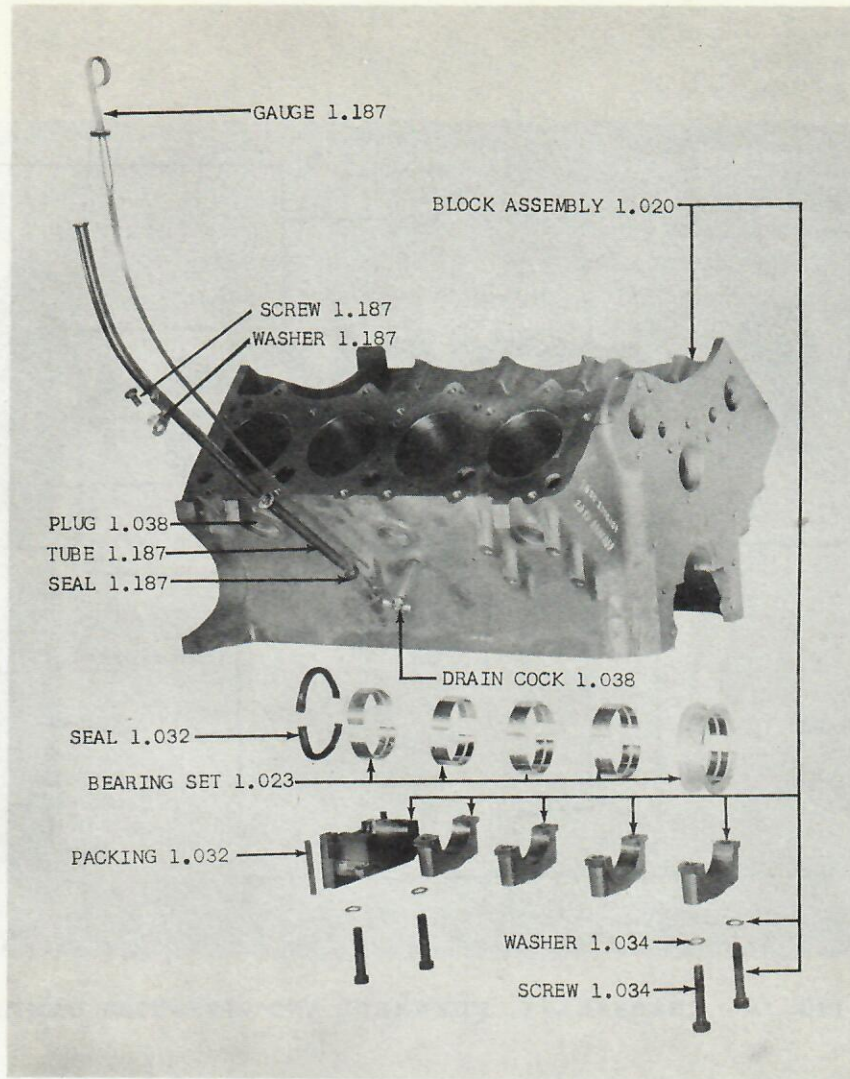 GAUGE 1.187
BLOCK ASSEMBLY 1.020
SCREW 1.187
WASHER 1.187
PLUG 1.038
TUBE 1.187
SEAL 1.187
DRAIN COCK 1.038
SEAL 1.032
BEARING SET 1.023
PACKING 1.032
WASHER 1.034
SCREW 1.034